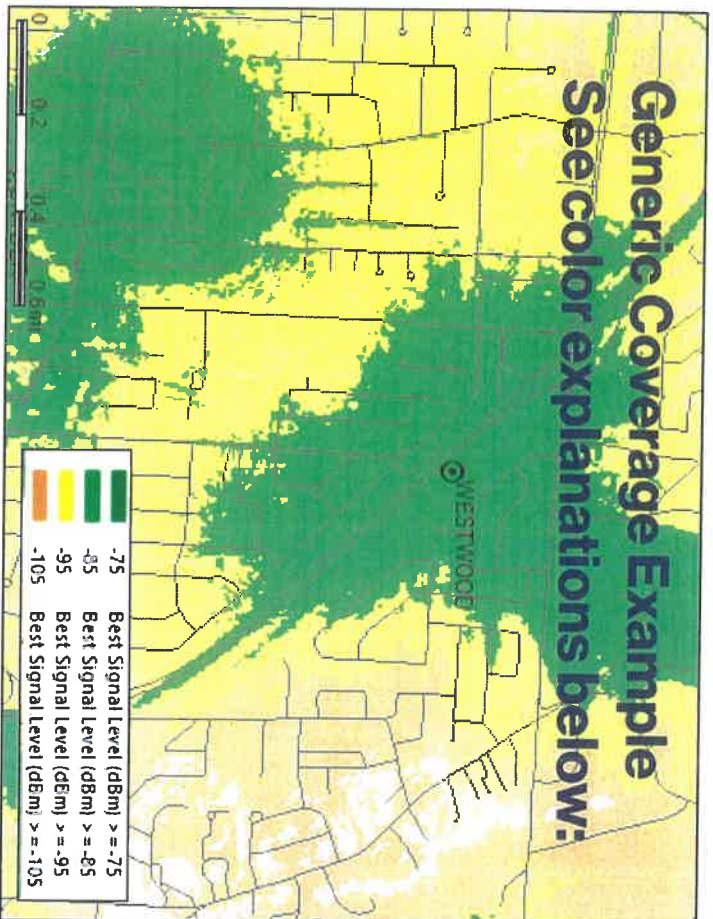 Generic Coverage Example
See color explanations below:
WESTWOOD
0 0.2 0.4 0.6mi
-75 Best Signal Level (dBm) >=-75
-85 Best Signal Level (dBm) >=-85
-95 Best Signal Level (dBm) >=-95
-105 Best Signal Level (dBm) >=-105